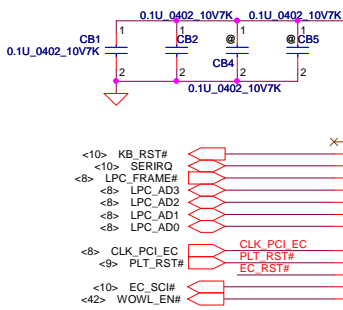 0.1U_0402_10V7K 0.1U_0402_10V7K
1 1 1 1
CB1 CB2 @ @ CB5
0.1U_0402_10V7K CB4
2 2 2 2
0.1U_0402_10V7K
<10> KB_RST#
<10> SERIRQ
<8> LPC_FRAME#
<8> LPC_AD3
<8> LPC_AD2
<8> LPC_AD1
<8> LPC_AD0
<8> CLK_PCI_EC CLK_PCI_EC
<9> PLT_RST# PLT_RST#
EC_RST#
<10> EC_SCI#
<42> WOWL_EN#